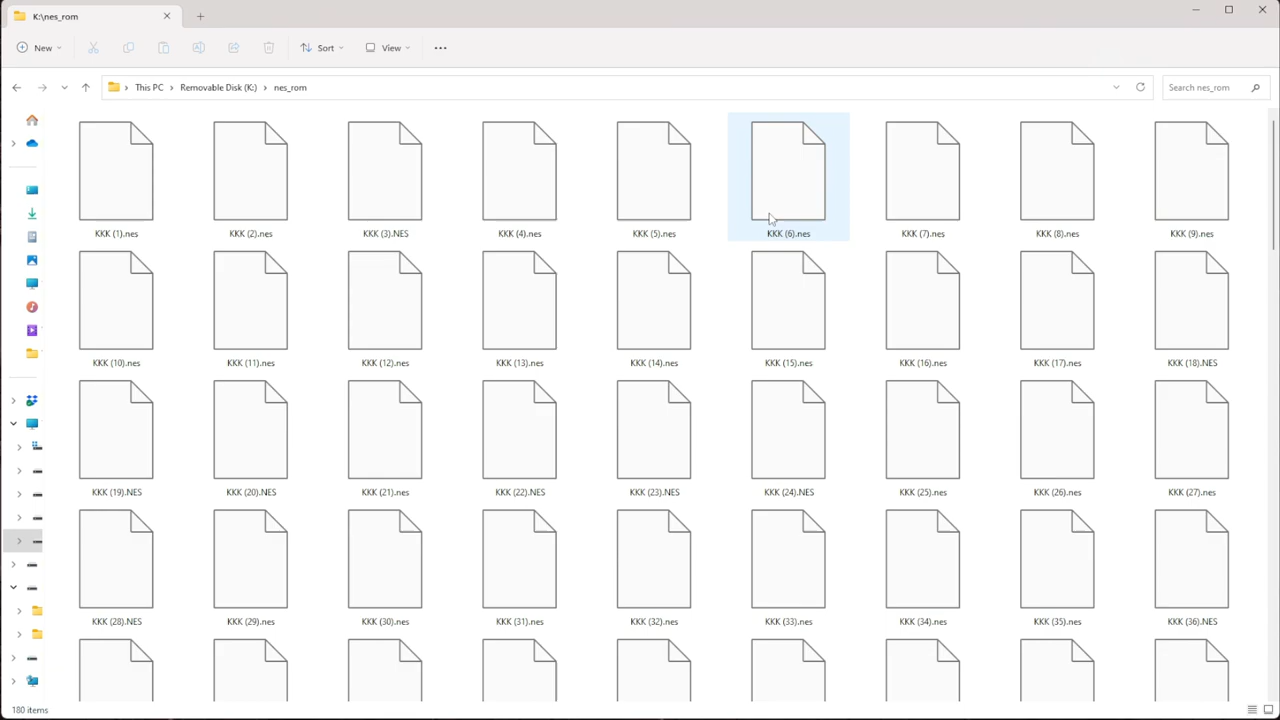 K:\nes_rom
New
Sort
View
This PC
Removable Disk (K:)
nes_rom
Search nes_rom
KKK (1).nes
KKK (2).nes
KKK (3).NES
KKK (4).nes
KKK (5).nes
KKK (6).nes
KKK (7).nes
KKK (8).nes
KKK (9).nes
KKK (10).nes
KKK (11).nes
KKK (12).nes
KKK (13).nes
KKK (14).nes
KKK (15).nes
KKK (16).nes
KKK (17).nes
KKK (18).NES
KKK (19).NES
KKK (20).NES
KKK (21).nes
KKK (22).NES
KKK (23).NES
KKK (24).NES
KKK (25).nes
KKK (26).nes
KKK (27).nes
KKK (28).NES
KKK (29).nes
KKK (30).nes
KKK (31).nes
KKK (32).nes
KKK (33).nes
KKK (34).nes
KKK (35).nes
KKK (36).NES
180 items